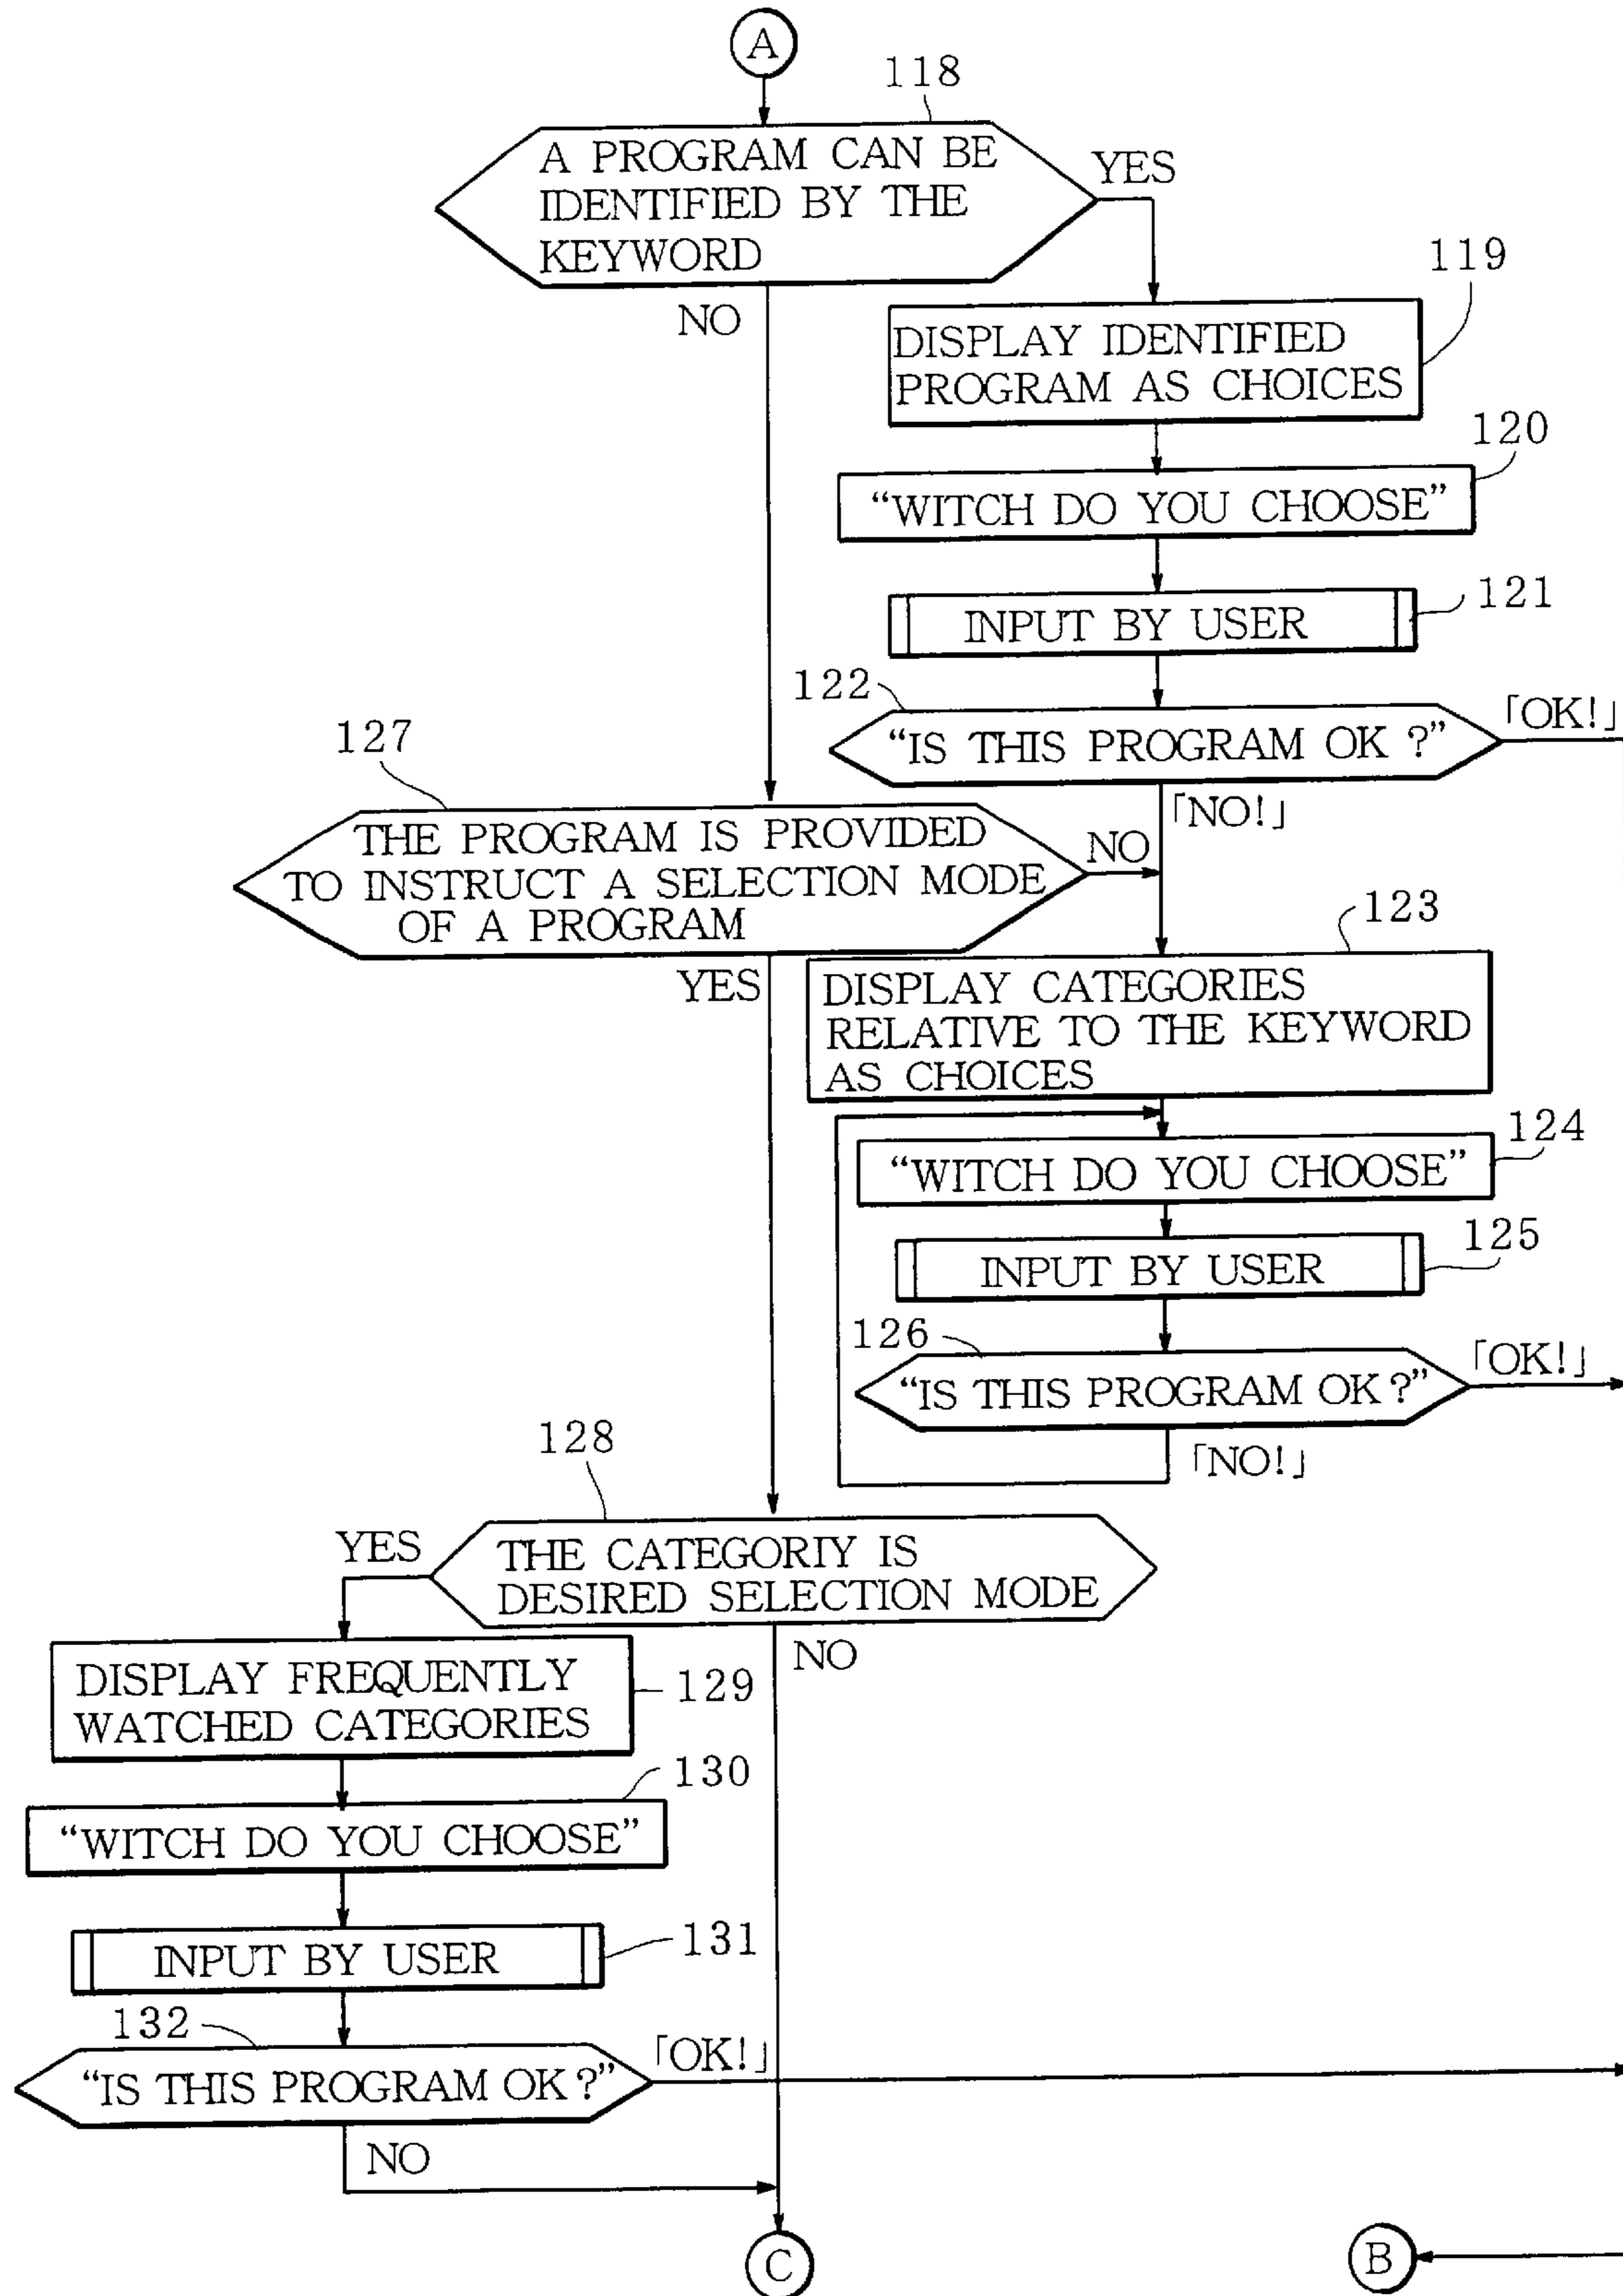 A
118
A PROGRAM CAN BE
IDENTIFIED BY THE
KEYWORD
YES
NO
119
DISPLAY IDENTIFIED
PROGRAM AS CHOICES
120
“WITCH DO YOU CHOOSE”
121
INPUT BY USER
122
“IS THIS PROGRAM OK ?”
「OK!」
「NO!」
127
THE PROGRAM IS PROVIDED
TO INSTRUCT A SELECTION MODE
OF A PROGRAM
NO
YES
123
DISPLAY CATEGORIES
RELATIVE TO THE KEYWORD
AS CHOICES
124
“WITCH DO YOU CHOOSE”
125
INPUT BY USER
126
“IS THIS PROGRAM OK?”
「OK!」
「NO!」
128
THE CATEGORIY IS
DESIRED SELECTION MODE
YES
NO
129
DISPLAY FREQUENTLY
WATCHED CATEGORIES
130
“WITCH DO YOU CHOOSE”
131
INPUT BY USER
132
“IS THIS PROGRAM OK?”
「OK!」
NO
C
B